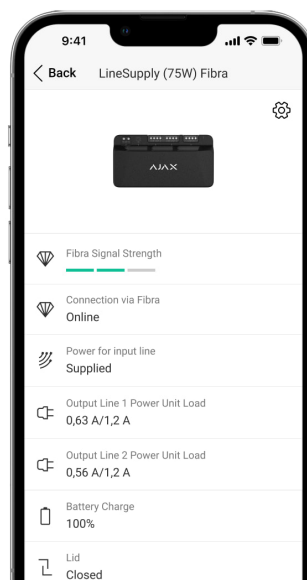 9:41
Back LineSupply (75W) Fibra
AJAX
Fibra Signal Strength
Connection via Fibra
Online
Power for input line
Supplied
Output Line 1 Power Unit Load
0,63 A/1,2 A
Output Line 2 Power Unit Load
0,56 A/1,2 A
Battery Charge
100%
Lid
Closed